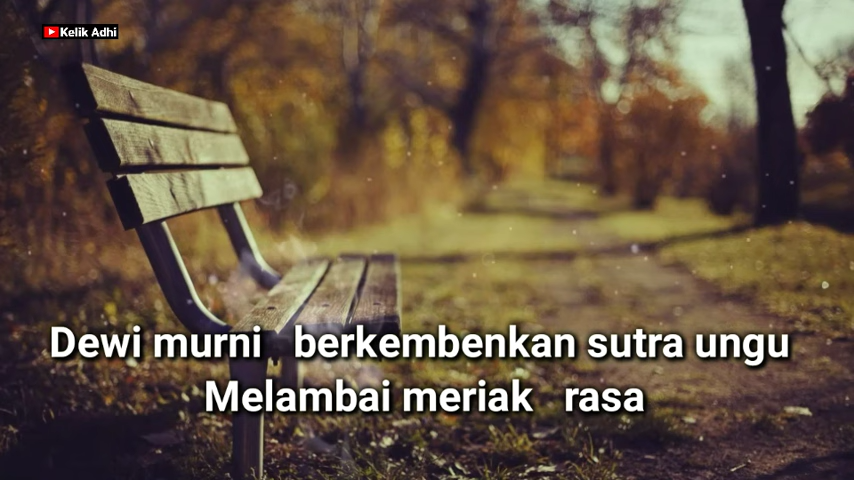 Kelik Adhi
Dewi murni berkembenkan sutra ungu
Melambai meriak rasa